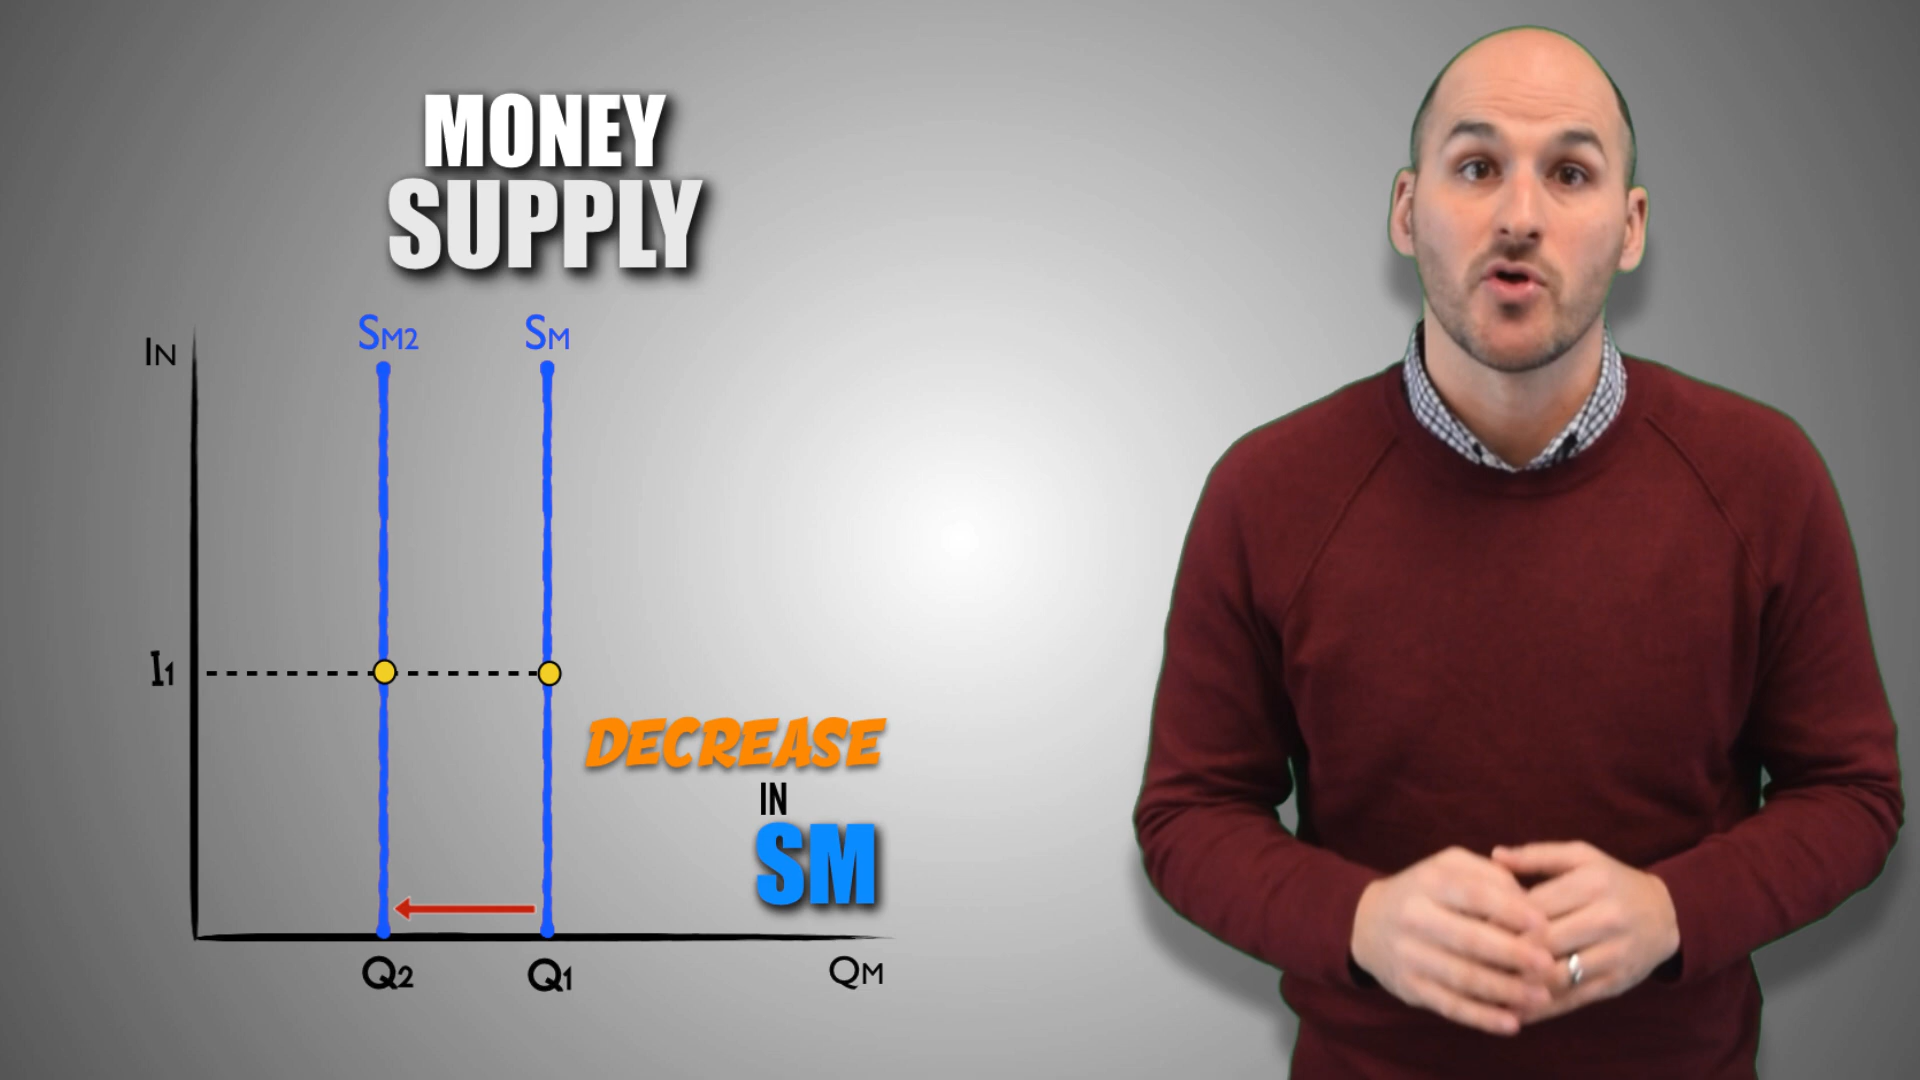 MONEY
SUPPLY
SM2 SM
IN
I1
DECREASE
IN
SM
Q2 Q1 QM